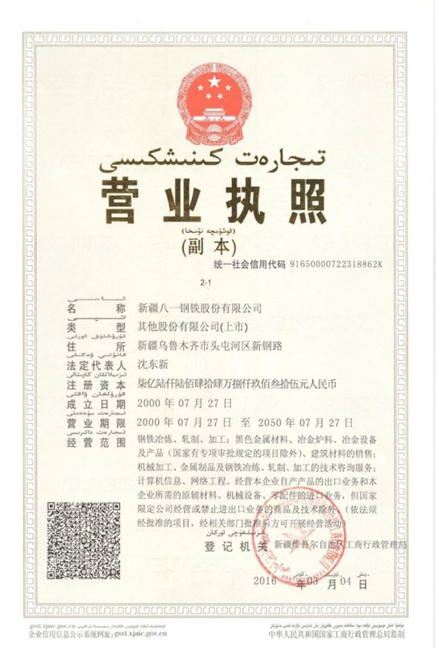 تىجارەت كىنىشكىسى
营业执照
(副 本)
统一社会信用代码 91650000722318862K
2-1
名 称 新疆八一钢铁股份有限公司
类 型 其他股份有限公司(上市)
住 所 新疆乌鲁木齐市头屯河区新钢路
法定代表人 沈东新
注册资本 柒亿陆仟陆佰肆拾肆万捌仟玖佰叁拾伍元人民币
成立日期 2000 年 07 月 27 日
营业期限 2000 年 07 月 27 日 至 2050 年 07 月 27 日
经营范围 钢铁冶炼、轧制、加工；黑色金属材料、冶金炉料、冶金设备
及产品（国家有专项审批规定的项目除外）、建筑材料的销售；
机械加工、金属制品及钢铁冶炼、轧制、加工的技术咨询服务；
计算机信息、网络工程。经营本企业自产产品的出口业务和本
企业所需的原辅材料、机械设备、零配件的进口业务，但国家
限定公司经营或禁止进出口业务的商品及技术除外。（依法须
经批准的项目，经相关部门批准后方可开展经营活动）
登记机关 新疆维吾尔自治区工商行政管理局
2016 年 03 月 04 日
企业信用信息公示系统网址: gsxt.xjaic.gov.cn
中华人民共和国国家工商行政管理总局监制